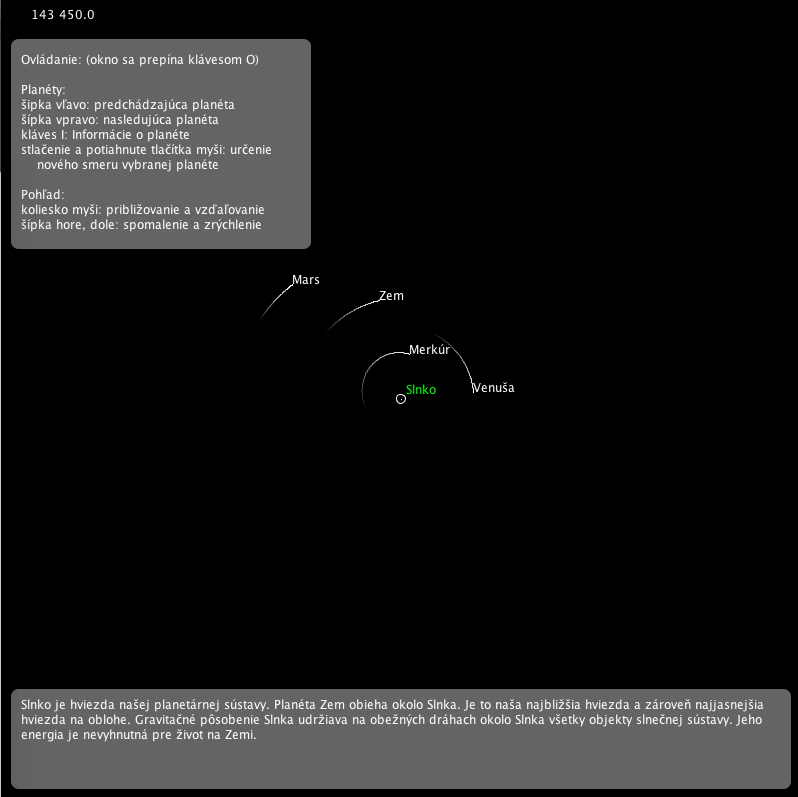 143 450.0
Ovládanie: (okno sa prepína klávesom O)
Planéty:
šipka vľavo: predchádzajúca planéta
šípka vpravo: nasledujúca planéta
kláves I: Informácie o planéte
stlačenie a potiahnute tlačítka myši: určenie
nového smeru vybranej planéte
Pohľad:
koliesko myši: približovanie a vzďaľovanie
šípka hore, dole: spomalenie a zrýchlenie
Mars
Zem
Merkúr
Slnko
Venuša
Slnko je hviezda našej planetárnej sústavy. Planéta Zem obieha okolo Slnka. Je to naša najbližšia hviezda a zároveň najjasnejšia
hviezda na oblohe. Gravitačné pôsobenie Slnka udržiava na obežných dráhach okolo Slnka všetky objekty slnečnej sústavy. Jeho
energia je nevyhnutná pre život na Zemi.